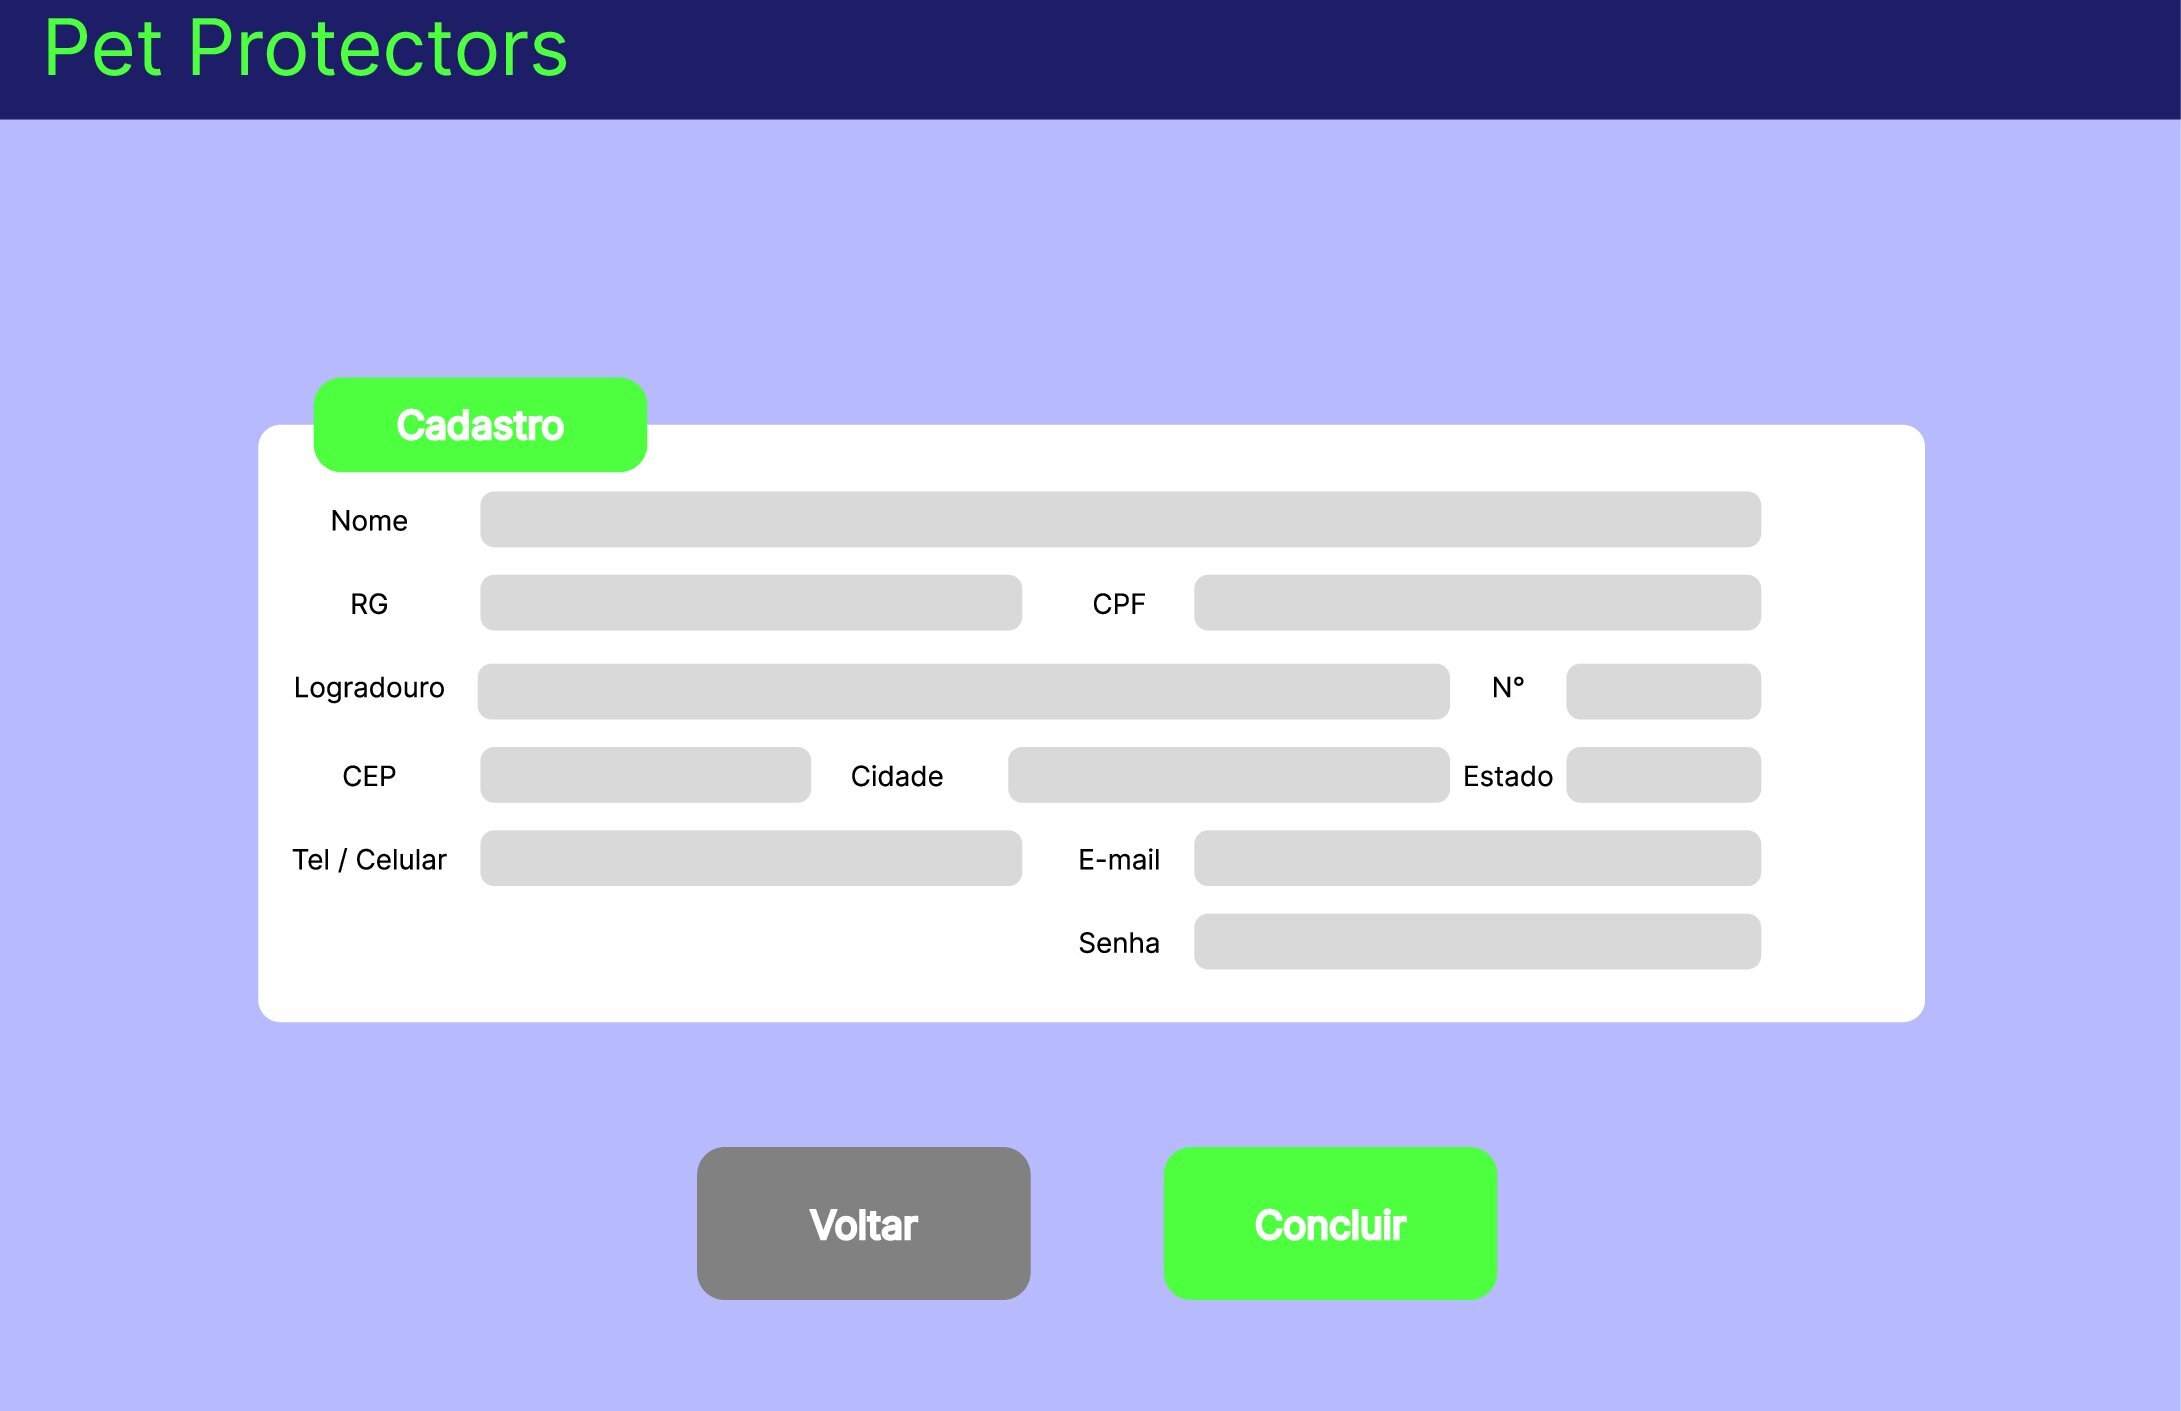 Pet Protectors
Cadastro
Nome
RG CPF
Logradouro N°
CEP Cidade Estado
Tel / Celular E-mail
Senha
Voltar Concluir